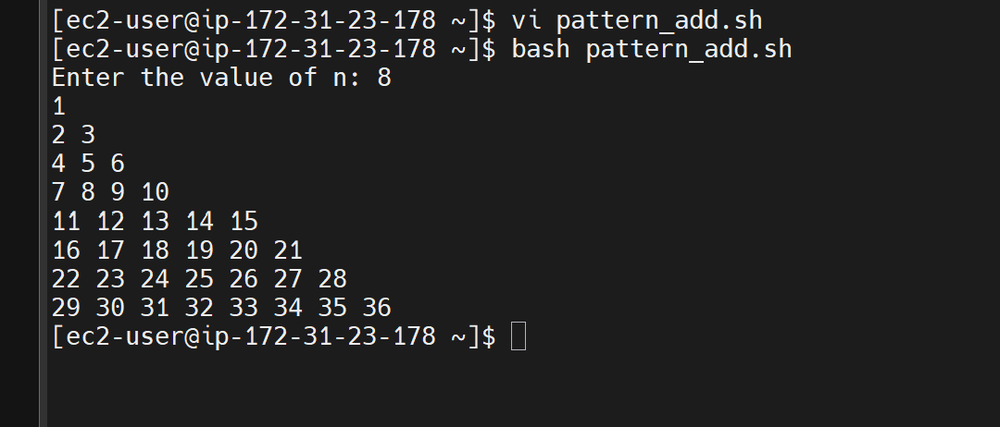 [ec2-user@ip-172-31-23-178 ~]$ vi pattern_add.sh
[ec2-user@ip-172-31-23-178 ~]$ bash pattern_add.sh
Enter the value of n: 8
1
2 3
4 5 6
7 8 9 10
11 12 13 14 15
16 17 18 19 20 21
22 23 24 25 26 27 28
29 30 31 32 33 34 35 36
[ec2-user@ip-172-31-23-178 ~]$